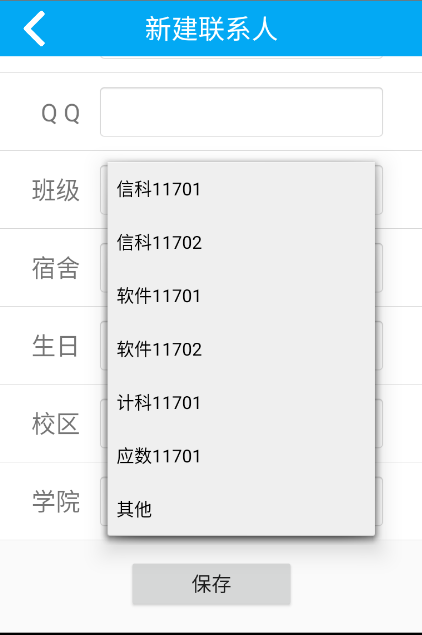 新建联系人
Q Q
班级
信科11701
信科11702
宿舍
软件11701
生日
软件11702
计科11701
校区
应数11701
学院
其他
保存